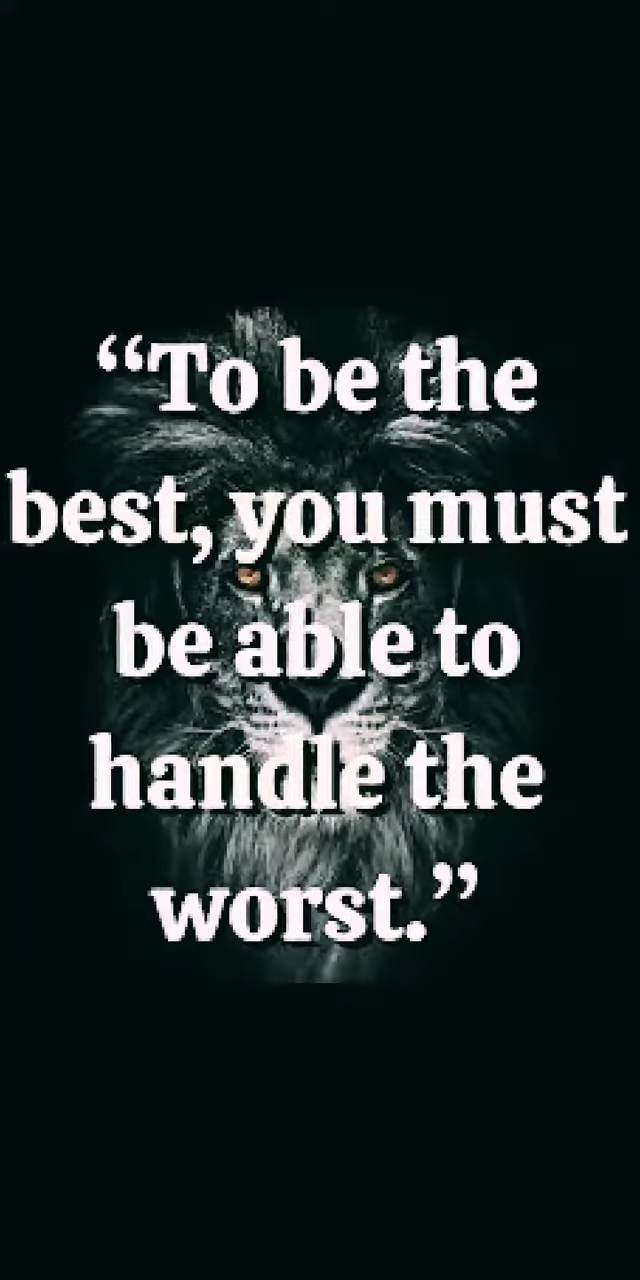 “To be the
best, you must
be able to
handle the
worst.”